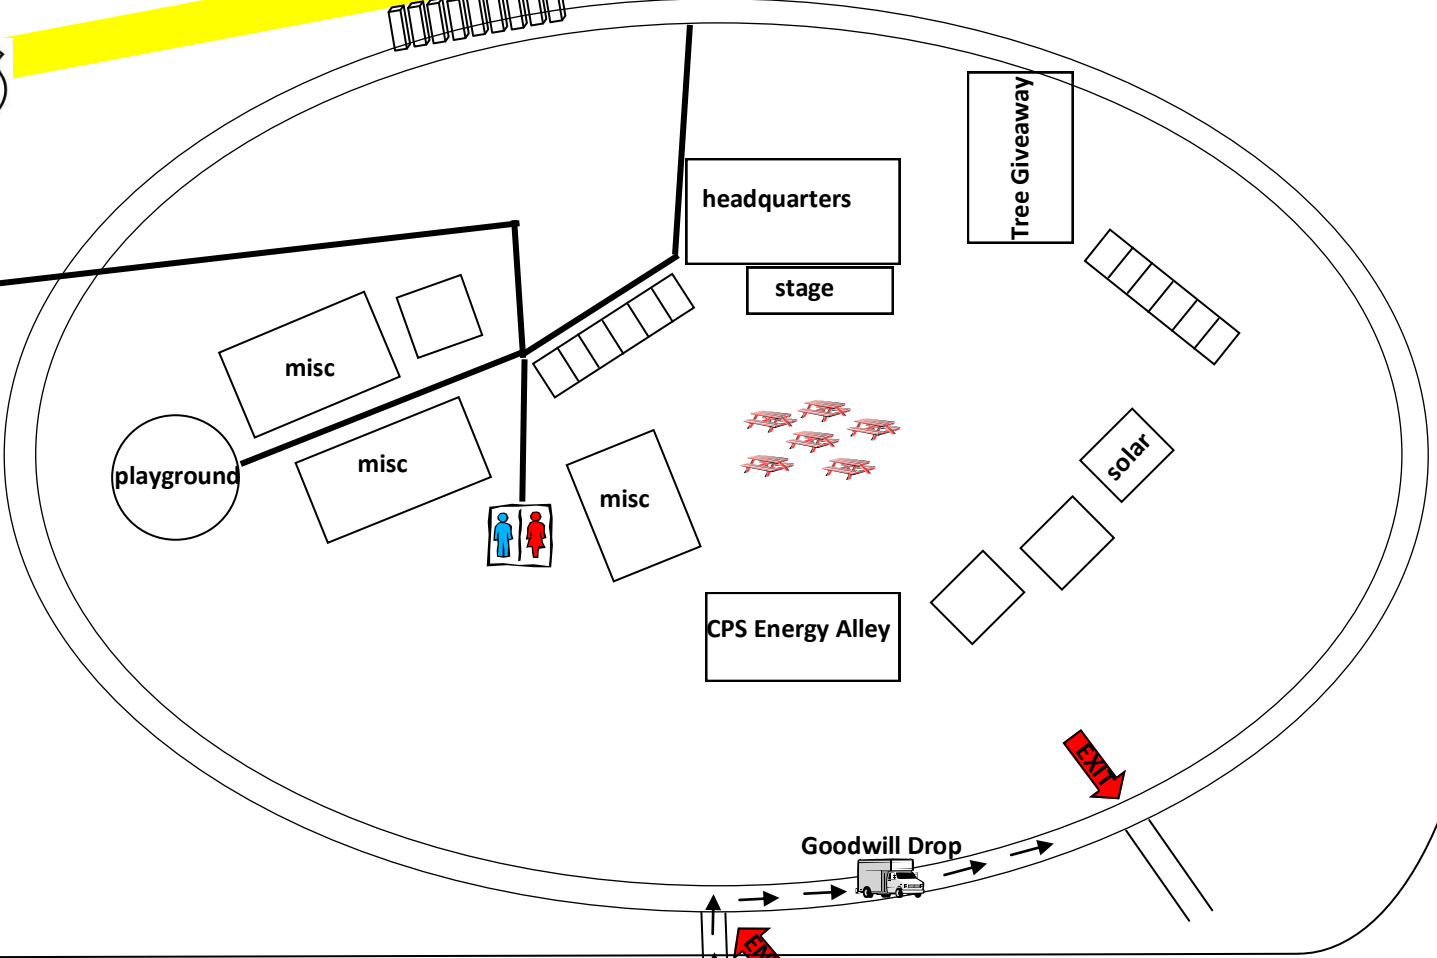 Tree Giveaway
headquarters
stage
misc
misc
playground
misc
solar
CPS Energy Alley
EXIT
Goodwill Drop